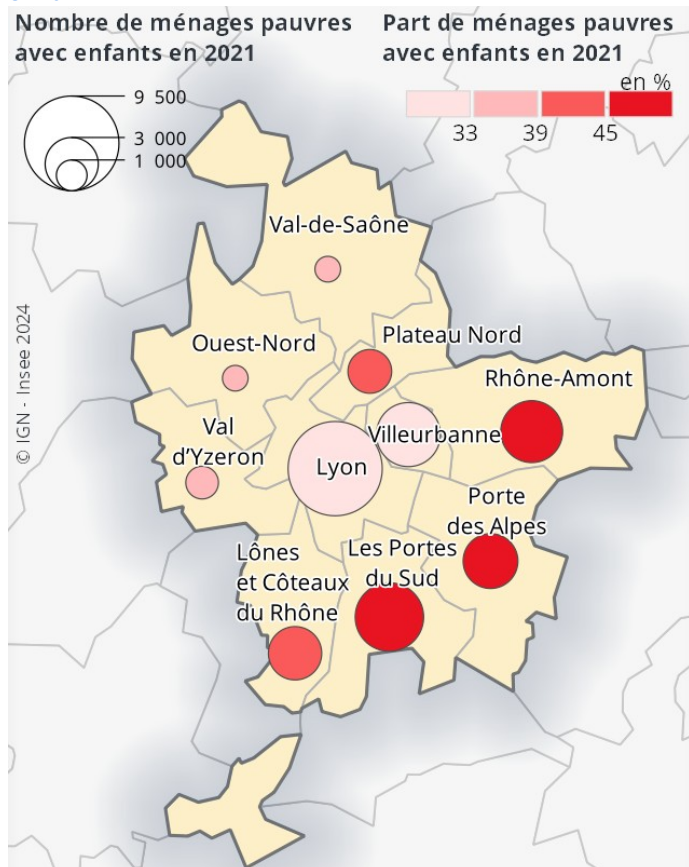 Nombre de ménages pauvres
avec enfants en 2021
Part de ménages pauvres
avec enfants en 2021
en %
9 500
3 000
1 000
33
39
45
Val-de-Saône
Ouest-Nord
Plateau Nord
Rhône-Amont
Val
d'Yzeron
Villeurbanne
Lyon
Porte
des Alpes
Lônes
et Côteaux
du Rhône
Les Portes
du Sud
© IGN - Insee 2024